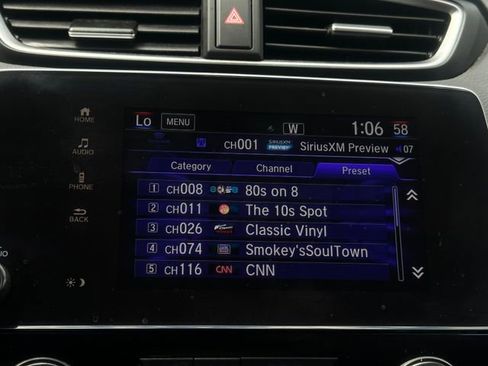 Lo MENU W 1:06 58
CH001 SIRIUSXM PREVIEW SiriusXM Preview 07
Category Channel Preset
1 CH008 80s on 8
2 CH011 The 10s Spot
3 CH026 Classic Vinyl
4 CH074 Smokey'sSoulTown
5 CH116 CNN CNN
HOME
AUDIO
PHONE
BACK
IO